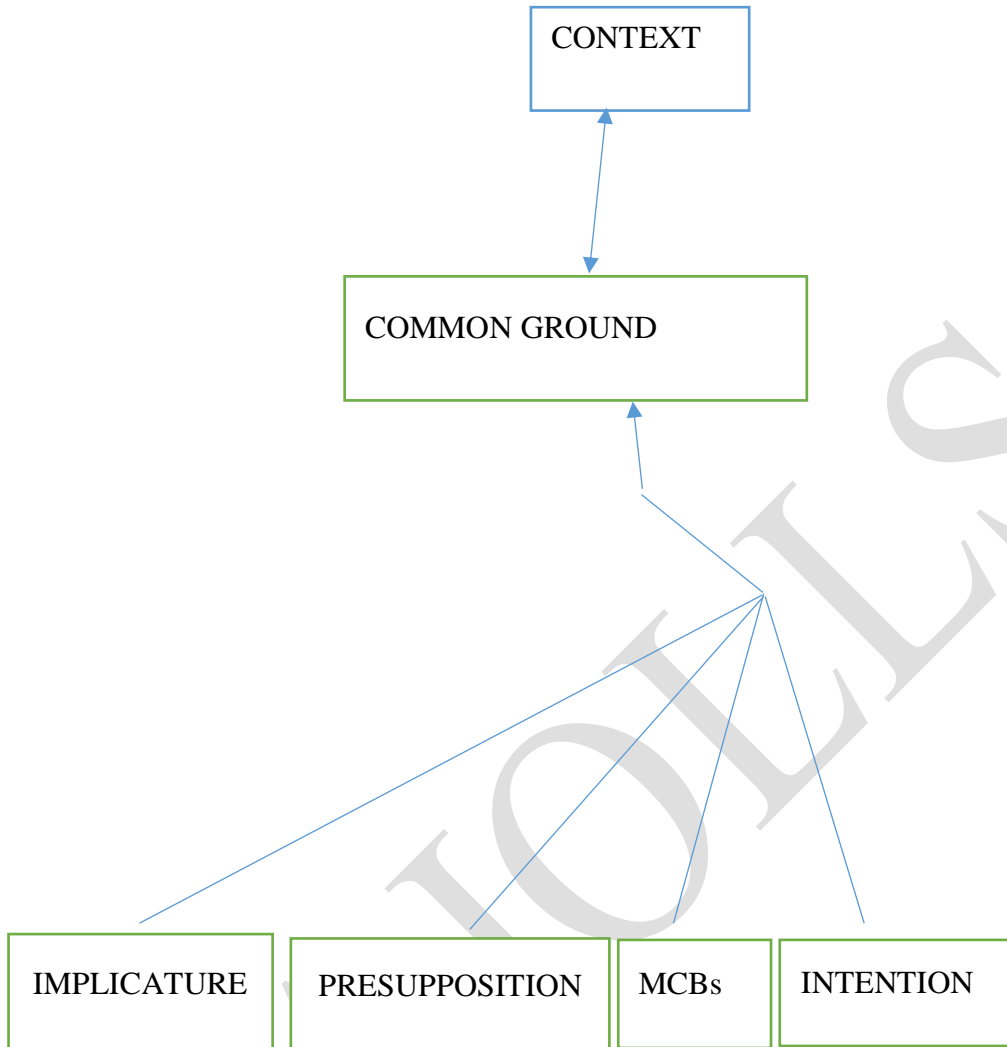 CONTEXT
COMMON GROUND
IMPLICATURE
PRESUPPOSITION
MCBs
INTENTION